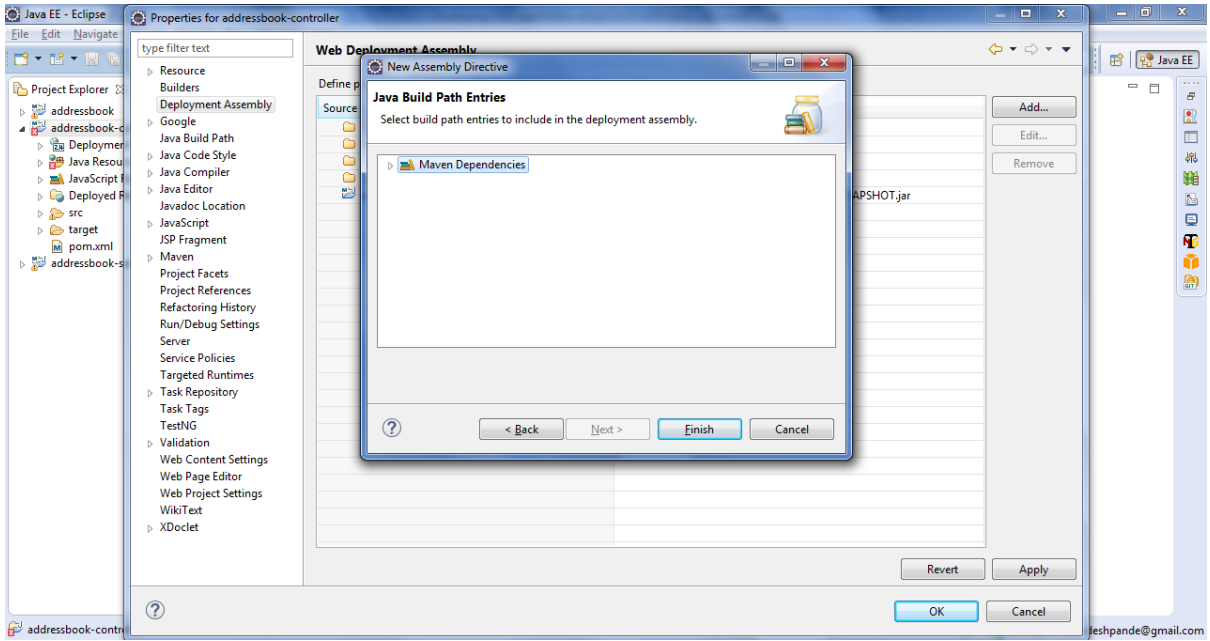 Java EE - Eclipse
File Edit Navigate
Java EE
Project Explorer
addressbook
addressbook-c
Deploymen
Java Resou
JavaScript R
Deployed R
src
target
pom.xml
addressbook-s
addressbook-contr
deshpande@gmail.com
Properties for addressbook-controller
type filter text
Resource
Builders
Deployment Assembly
Google
Java Build Path
Java Code Style
Java Compiler
Java Editor
Javadoc Location
JavaScript
JSP Fragment
Maven
Project Facets
Project References
Refactoring History
Run/Debug Settings
Server
Service Policies
Targeted Runtimes
Task Repository
Task Tags
TestNG
Validation
Web Content Settings
Web Page Editor
Web Project Settings
WikiText
XDoclet
Web Deployment Assembly
Define p
Source
APSHOT.jar
Add...
Edit...
Remove
New Assembly Directive
Java Build Path Entries
Select build path entries to include in the deployment assembly.
Maven Dependencies
< Back Next > Finish Cancel
Revert Apply
OK Cancel